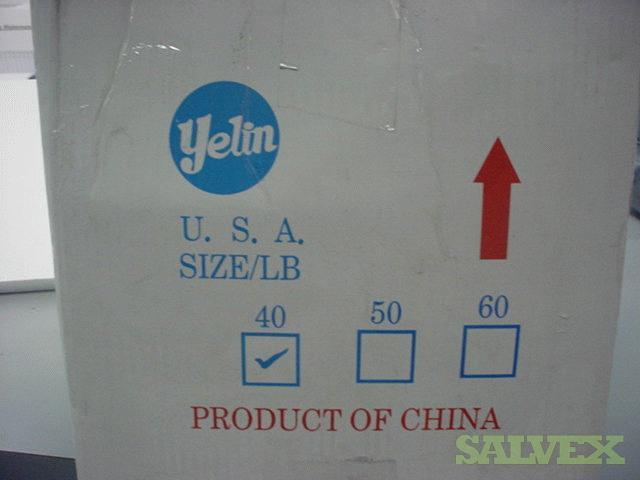 Yelin
U. S. A.
SIZE/LB
40 50 60
PRODUCT OF CHINA
SALVEX